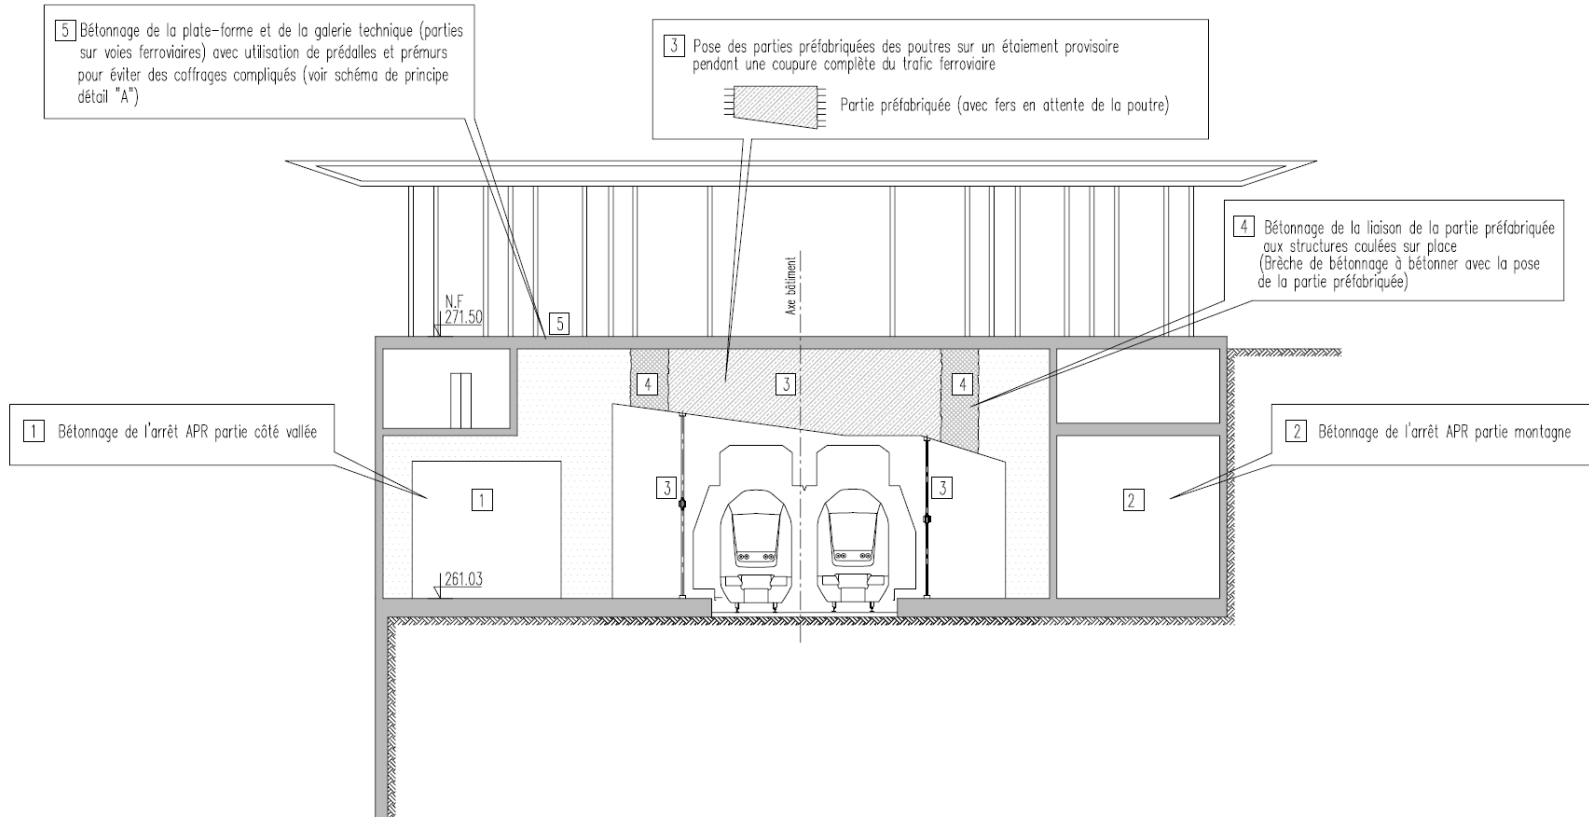 5 Bétonnage de la plate-forme et de la galerie technique (parties
sur voies ferroviaires) avec utilisation de prédalles et prémurs
pour éviter des coffrages compliqués (voir schéma de principe
détail "A")
3 Pose des parties préfabriquées des poutres sur un étaiement provisoire
pendant une coupure complète du trafic ferroviaire
Partie préfabriquée (avec fers en attente de la poutre)
4 Bétonnage de la liaison de la partie préfabriquée
aux structures coulées sur place
(Brèche de bétonnage à bétonner avec la pose
de la partie préfabriquée)
Axe bâtiment
N.F
271.50
5
4
3
4
1 Bétonnage de l'arrêt APR partie côté vallée
2 Bétonnage de l'arrêt APR partie montagne
1
3
3
2
261.03